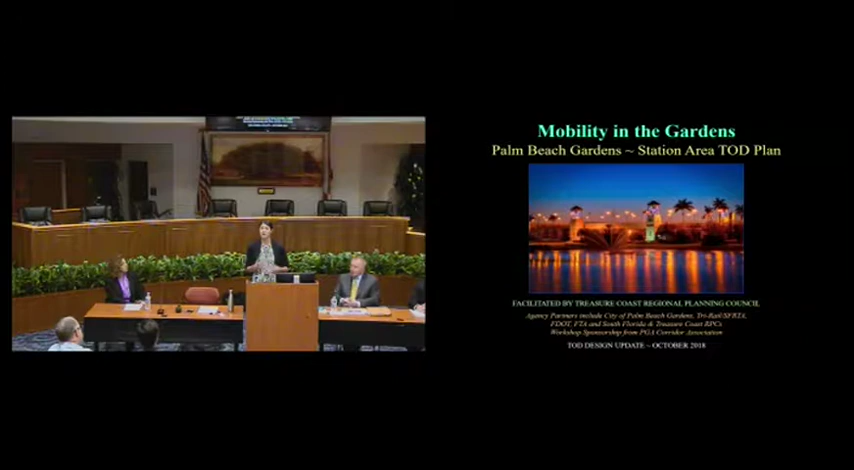 Mobility in the Gardens
Palm Beach Gardens ~ Station Area TOD Plan
FACILITATED BY TREASURE COAST REGIONAL PLANNING COUNCIL
Agency Partners include City of Palm Beach Gardens, Tri-Rail/SFRTA,
FDOT, FTA and South Florida & Treasure Coast RPCs
Workshop Sponsorship from PGA Corridor Association
TOD DESIGN UPDATE ~ OCTOBER 2018